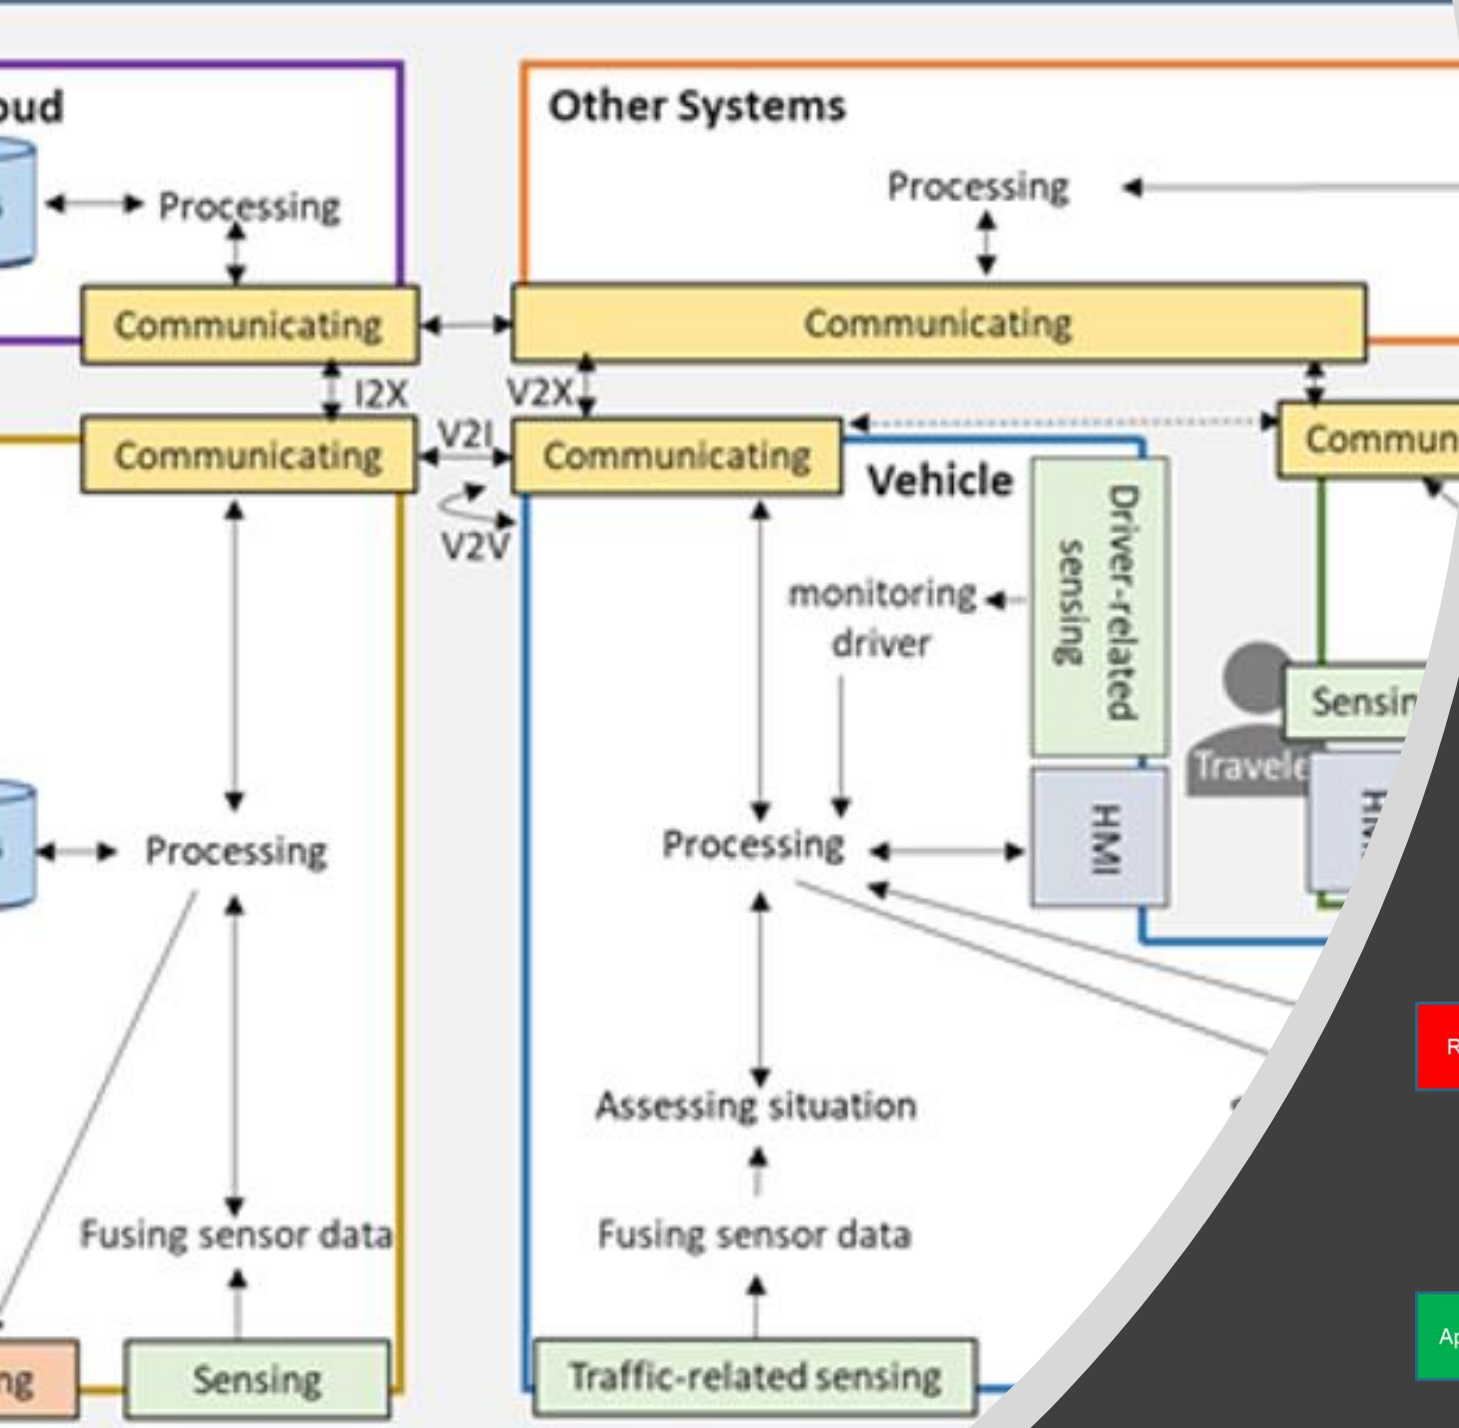 oud
Other Systems
Processing
Processing
Communicating
Communicating
I2X
V2X
Communicating
V2I
Communicating
Commun
Vehicle
V2V
Driver-related
sensing
monitoring
driver
Sensin
Travele
HMI
Processing
Processing
HM
Assessing situation
Fusing sensor data
Fusing sensor data
ng
Sensing
Traffic-related sensing
R
Ap